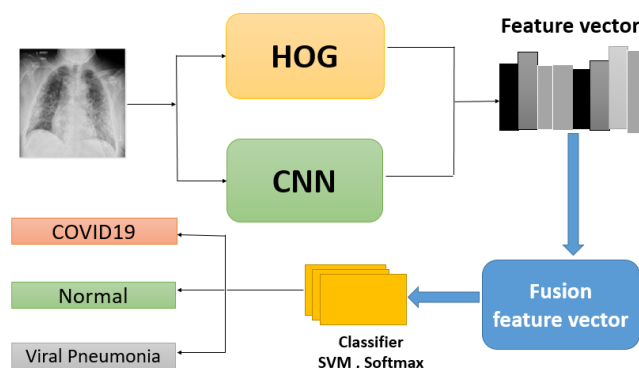 Feature vector
HOG
CNN
COVID19
Normal
Viral Pneumonia
Fusion
feature vector
Classifier
SVM , Softmax